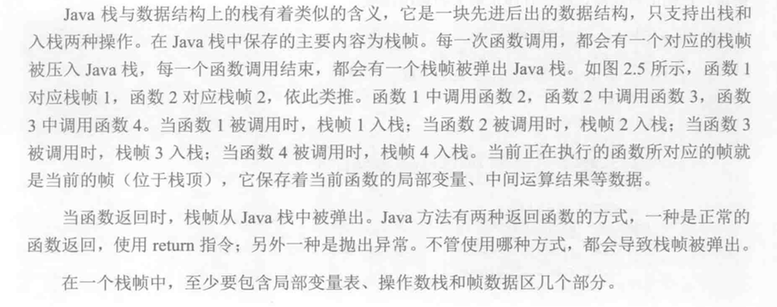 Java 栈与数据结构上的栈有着类似的含义，它是一块先进后出的数据结构，只支持出栈和
入栈两种操作。在 Java 栈中保存的主要内容为栈帧。每一次函数调用，都会有一个对应的栈帧
被压入 Java 栈，每一个函数调用结束，都会有一个栈帧被弹出 Java 栈。如图 2.5 所示，函数 1
对应栈帧 1，函数 2 对应栈帧 2，依此类推。函数 1 中调用函数 2，函数 2 中调用函数 3，函数
3 中调用函数 4。当函数 1 被调用时，栈帧 1 入栈；当函数 2 被调用时，栈帧 2 入栈；当函数 3
被调用时，栈帧 3 入栈；当函数 4 被调用时，栈帧 4 入栈。当前正在执行的函数所对应的帧就
是当前的帧（位于栈顶），它保存着当前函数的局部变量、中间运算结果等数据。
当函数返回时，栈帧从 Java 栈中被弹出。Java 方法有两种返回函数的方式，一种是正常的
函数返回，使用 return 指令；另外一种是抛出异常。不管使用哪种方式，都会导致栈帧被弹出。
在一个栈帧中，至少要包含局部变量表、操作数栈和帧数据区几个部分。